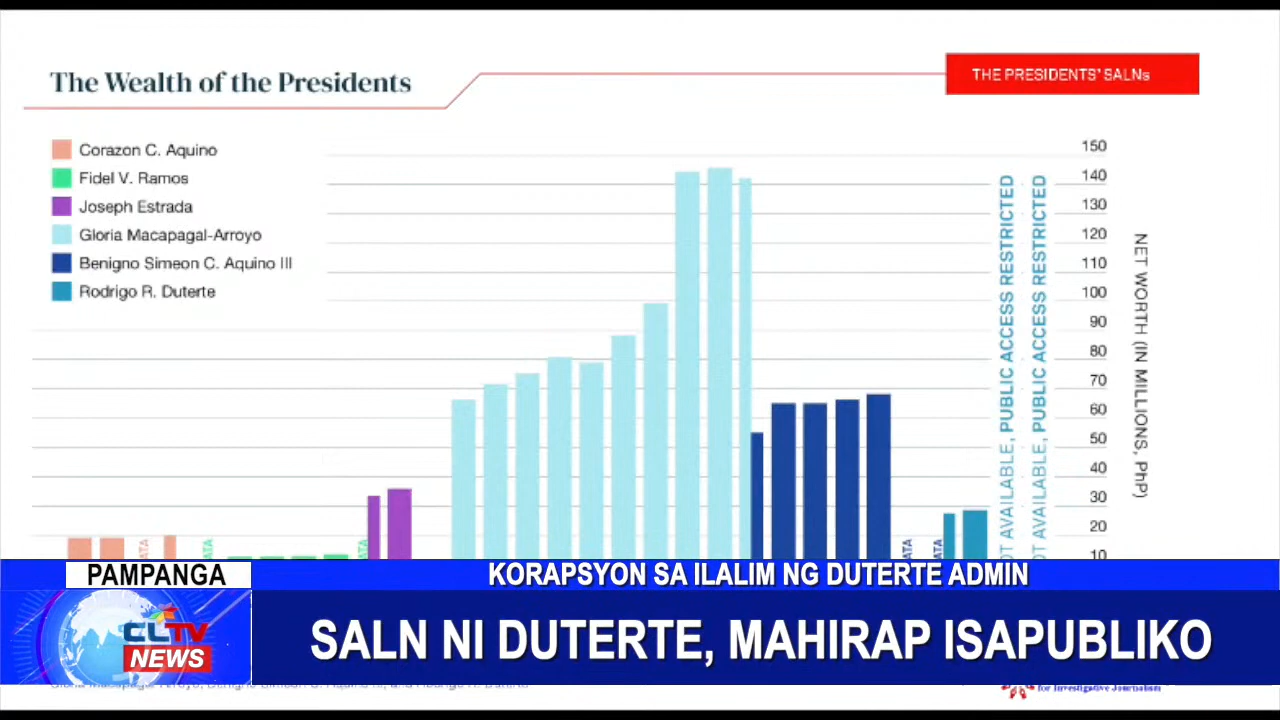 The Wealth of the Presidents
THE PRESIDENTS' SALNs
Corazon C. Aquino
Fidel V. Ramos
Joseph Estrada
Gloria Macapagal-Arroyo
Benigno Simeon C. Aquino III
Rodrigo R. Duterte
150
140
130
120
110
100
90
80
70
60
50
40
30
20
10
NET WORTH (IN MILLIONS, PhP)
AVAILABLE, PUBLIC ACCESS RESTRICTED
AVAILABLE, PUBLIC ACCESS RESTRICTED
PAMPANGA
KORAPSYON SA ILALIM NG DUTERTE ADMIN
CLTV
NEWS
SALN NI DUTERTE, MAHIRAP ISAPUBLIKO
for Investigative Journalism